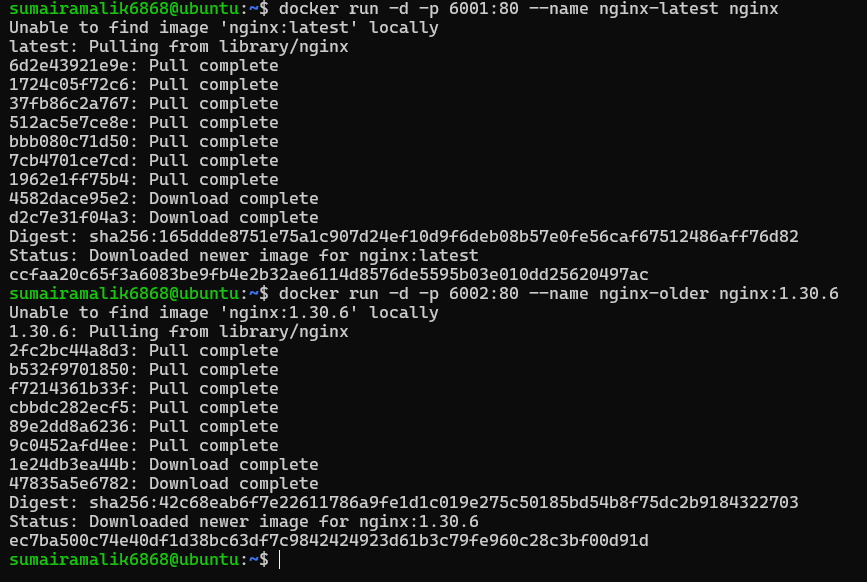 sumairamalik6868@ubuntu:~$ docker run -d -p 6001:80 --name nginx-latest nginx
Unable to find image 'nginx:latest' locally
latest: Pulling from library/nginx
6d2e43921e9e: Pull complete
1724c05f72c6: Pull complete
37fb86c2a767: Pull complete
512ac5e7ce8e: Pull complete
bbb080c71d50: Pull complete
7cb4701ce7cd: Pull complete
1962e1ff75b4: Pull complete
4582dace95e2: Download complete
d2c7e31f04a3: Download complete
Digest: sha256:165ddde8751e75a1c907d24ef10d9f6deb08b57e0fe56caf67512486aff76d82
Status: Downloaded newer image for nginx:latest
ccfaa20c65f3a6083be9fb4e2b32ae6114d8576de5595b03e010dd25620497ac
sumairamalik6868@ubuntu:~$ docker run -d -p 6002:80 --name nginx-older nginx:1.30.6
Unable to find image 'nginx:1.30.6' locally
1.30.6: Pulling from library/nginx
2fc2bc44a8d3: Pull complete
b532f9701850: Pull complete
f7214361b33f: Pull complete
cbbdc282ecf5: Pull complete
89e2dd8a6236: Pull complete
9c0452afd4ee: Pull complete
1e24db3ea44b: Download complete
47835a5e6782: Download complete
Digest: sha256:42c68eab6f7e22611786a9fe1d1c019e275c50185bd54b8f75dc2b9184322703
Status: Downloaded newer image for nginx:1.30.6
ec7ba500c74e40df1d38bc63df7c9842424923d61b3c79fe960c28c3bf00d91d
sumairamalik6868@ubuntu:~$